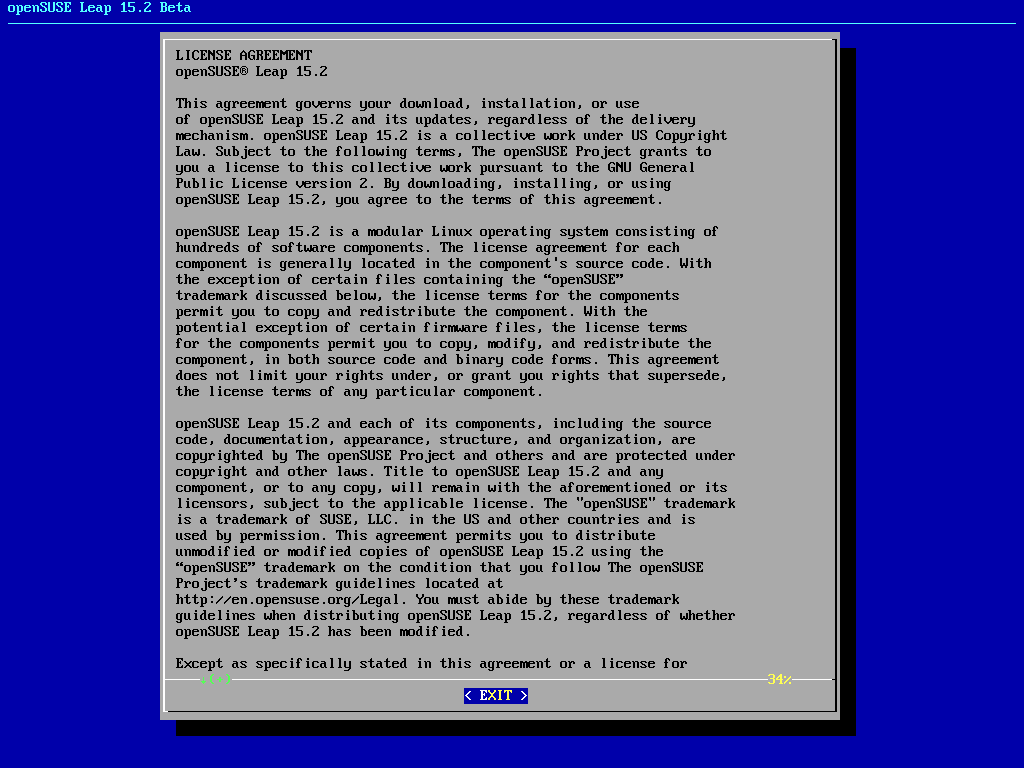 openSUSE Leap 15.2 Beta
LICENSE AGREEMENT
openSUSE® Leap 15.2
This agreement governs your download, installation, or use
of openSUSE Leap 15.2 and its updates, regardless of the delivery
mechanism. openSUSE Leap 15.2 is a collective work under US Copyright
Law. Subject to the following terms, The openSUSE Project grants to
you a license to this collective work pursuant to the GNU General
Public License version 2. By downloading, installing, or using
openSUSE Leap 15.2, you agree to the terms of this agreement.
openSUSE Leap 15.2 is a modular Linux operating system consisting of
hundreds of software components. The license agreement for each
component is generally located in the component's source code. With
the exception of certain files containing the “openSUSE”
trademark discussed below, the license terms for the components
permit you to copy and redistribute the component. With the
potential exception of certain firmware files, the license terms
for the components permit you to copy, modify, and redistribute the
component, in both source code and binary code forms. This agreement
does not limit your rights under, or grant you rights that supersede,
the license terms of any particular component.
openSUSE Leap 15.2 and each of its components, including the source
code, documentation, appearance, structure, and organization, are
copyrighted by The openSUSE Project and others and are protected under
copyright and other laws. Title to openSUSE Leap 15.2 and any
component, or to any copy, will remain with the aforementioned or its
licensors, subject to the applicable license. The "openSUSE" trademark
is a trademark of SUSE, LLC. in the US and other countries and is
used by permission. This agreement permits you to distribute
unmodified or modified copies of openSUSE Leap 15.2 using the
“openSUSE” trademark on the condition that you follow The openSUSE
Project’s trademark guidelines located at
http://en.opensuse.org/Legal. You must abide by these trademark
guidelines when distributing openSUSE Leap 15.2, regardless of whether
openSUSE Leap 15.2 has been modified.
Except as specifically stated in this agreement or a license for
34%
< EXIT >